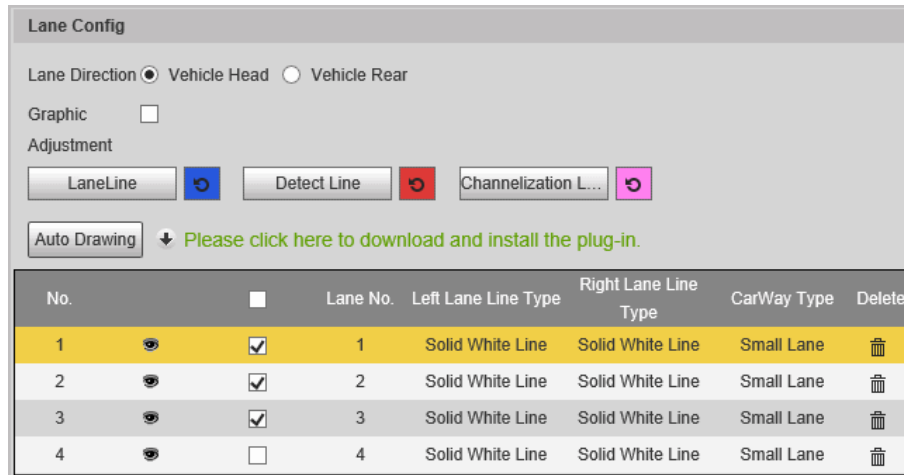 Lane Config
Lane Direction Vehicle Head Vehicle Rear
Graphic
Adjustment
LaneLine Detect Line Channelization L...
Auto Drawing Please click here to download and install the plug-in.
No. Lane No. Left Lane Line Type Right Lane Line Type CarWay Type Delete
1 1 Solid White Line Solid White Line Small Lane
2 2 Solid White Line Solid White Line Small Lane
3 3 Solid White Line Solid White Line Small Lane
4 4 Solid White Line Solid White Line Small Lane